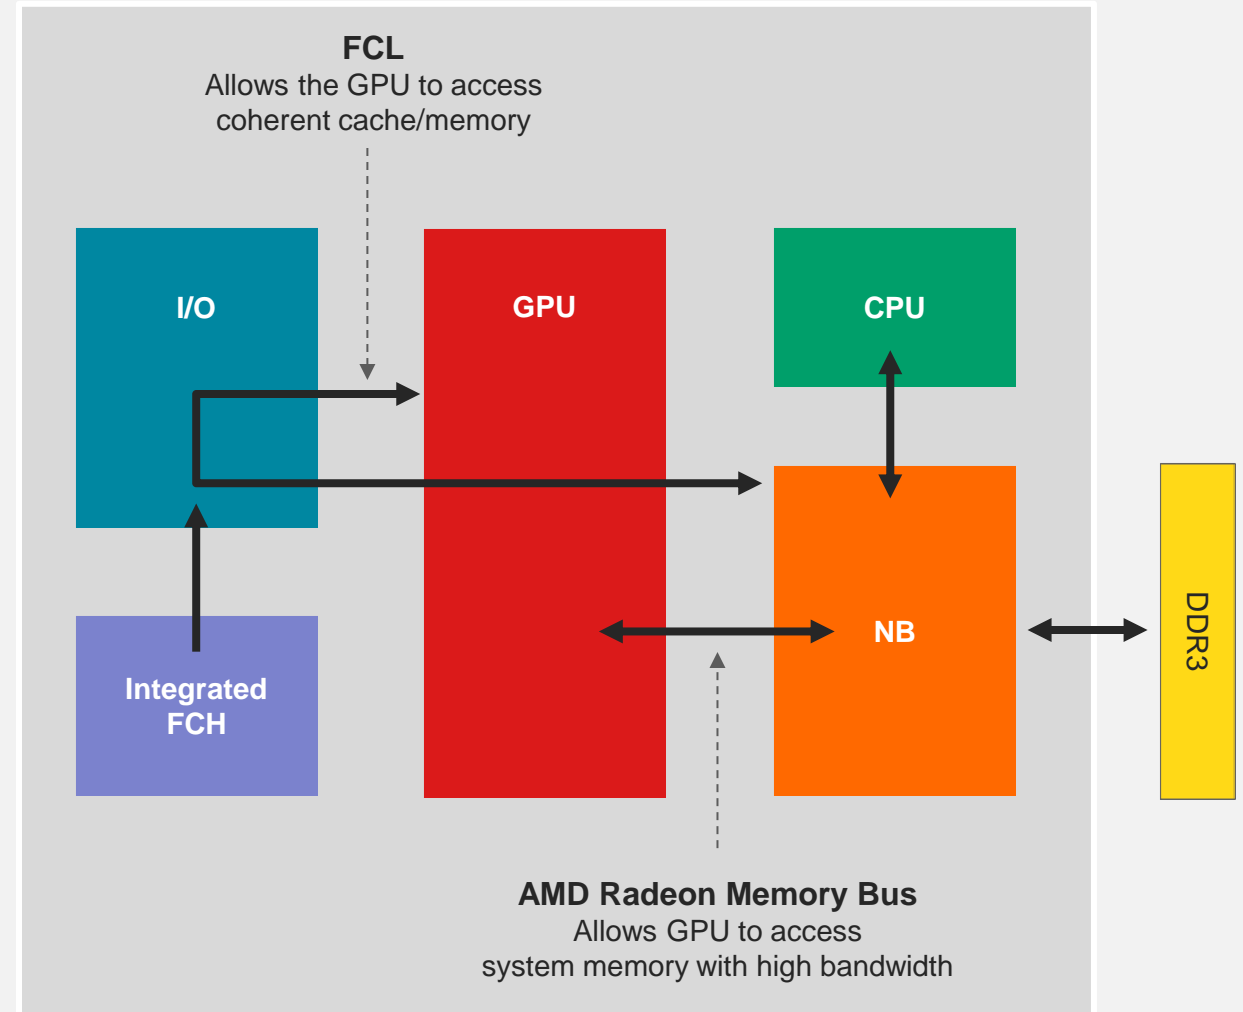 FCL
Allows the GPU to access
coherent cache/memory
I/O
GPU
CPU
NB
DDR3
Integrated
FCH
AMD Radeon Memory Bus
Allows GPU to access
system memory with high bandwidth